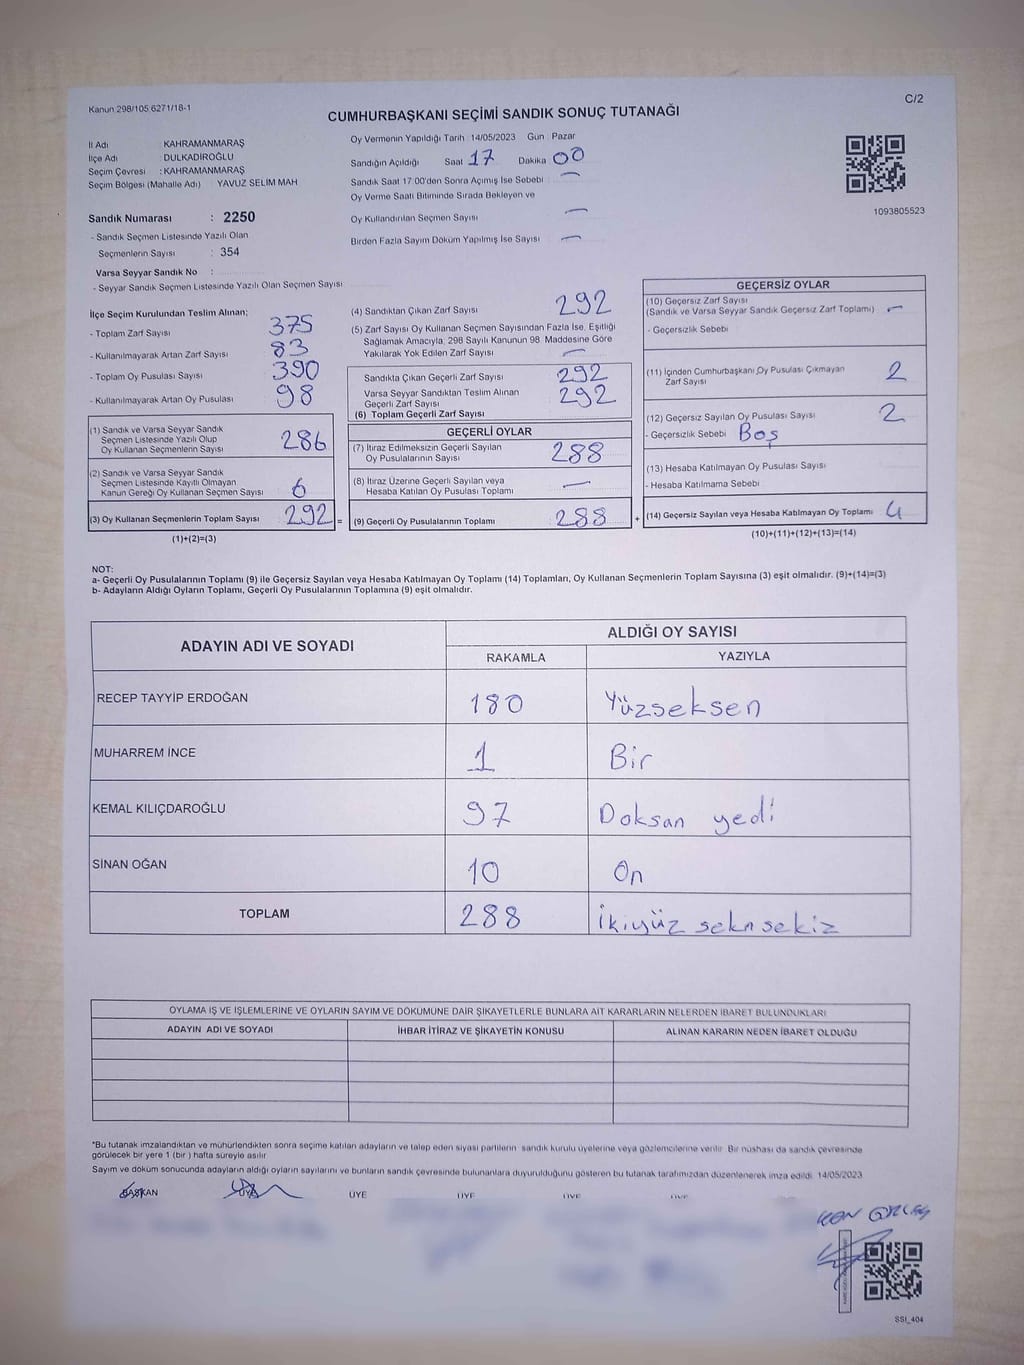 Kanun 298/105 6271/18-1
C/2
CUMHURBAŞKANI SEÇİMİ SANDIK SONUÇ TUTANAĞI
İl Adı : KAHRAMANMARAŞ
İlçe Adı : DULKADİROĞLU
Seçim Çevresi : KAHRAMANMARAŞ
Seçim Bölgesi (Mahalle Adı) YAVUZ SELİM MAH
Sandık Numarası : 2250
- Sandık Seçmen Listesinde Yazılı Olan
Seçmenlerin Sayısı : 354
Varsa Seyyar Sandık No :
- Seyyar Sandık Seçmen Listesinde Yazılı Olan Seçmen Sayısı
Oy Vermenin Yapıldığı Tarih 14/05/2023 Gün Pazar
Sandığın Açıldığı Saat 17 Dakika 00
Sandık Saat 17:00'den Sonra Açımış İse Sebebi —
Oy Verme Saati Bitiminde Sırada Bekleyen ve
Oy Kullandırılan Seçmen Sayısı —
Birden Fazla Sayım Döküm Yapılmış İse Sayısı —
1093805523
İlçe Seçim Kurulundan Teslim Alınan;
- Toplam Zarf Sayısı 375
- Kullanılmayarak Artan Zarf Sayısı 83
- Toplam Oy Pusulası Sayısı 390
- Kullanılmayarak Artan Oy Pusulası 98
(1) Sandık ve Varsa Seyyar Sandık
Seçmen Listesinde Yazılı Olup
Oy Kullanan Seçmenlerin Sayısı 286
(2) Sandık ve Varsa Seyyar Sandık
Seçmen Listesinde Kayıtlı Olmayan
Kanun Gereği Oy Kullanan Seçmen Sayısı 6
(3) Oy Kullanan Seçmenlerin Toplam Sayısı 292 =
(1)+(2)=(3)
(4) Sandıktan Çıkan Zarf Sayısı 292
(5) Zarf Sayısı Oy Kullanan Seçmen Sayısından Fazla İse, Eşitliği
Sağlamak Amacıyla, 298 Sayılı Kanunun 98. Maddesine Göre
Yakılarak Yok Edilen Zarf Sayısı —
Sandıkta Çıkan Geçerli Zarf Sayısı 292
Varsa Seyyar Sandıktan Teslim Alınan
Geçerli Zarf Sayısı
(6) Toplam Geçerli Zarf Sayısı 292
GEÇERLİ OYLAR
(7) İtiraz Edilmeksizin Geçerli Sayılan
Oy Pusulalarının Sayısı 288
(8) İtiraz Üzerine Geçerli Sayılan veya
Hesaba Katılan Oy Pusulası Toplamı —
(9) Geçerli Oy Pusulalarının Toplamı 288 +
GEÇERSİZ OYLAR
(10) Geçersiz Zarf Sayısı
(Sandık ve Varsa Seyyar Sandık Geçersiz Zarf Toplamı) —
- Geçersizlik Sebebi
(11) İçinden Cumhurbaşkanı Oy Pusulası Çıkmayan
Zarf Sayısı 2
(12) Geçersiz Sayılan Oy Pusulası Sayısı 2
- Geçersizlik Sebebi Boş
(13) Hesaba Katılmayan Oy Pusulası Sayısı
- Hesaba Katılmama Sebebi
(14) Geçersiz Sayılan veya Hesaba Katılmayan Oy Toplamı 4
(10)+(11)+(12)+(13)=(14)
NOT:
a- Geçerli Oy Pusulalarının Toplamı (9) ile Geçersiz Sayılan veya Hesaba Katılmayan Oy Toplamı (14) Toplamları, Oy Kullanan Seçmenlerin Toplam Sayısına (3) eşit olmalıdır. (9)+(14)=(3)
b- Adayların Aldığı Oyların Toplamı, Geçerli Oy Pusulalarının Toplamına (9) eşit olmalıdır.
ADAYIN ADI VE SOYADI ALDIĞI OY SAYISI
RAKAMLA YAZIYLA
RECEP TAYYİP ERDOĞAN 180 Yüzseksen
MUHARREM İNCE 1 Bir
KEMAL KILIÇDAROĞLU 97 Doksan yedi
SİNAN OĞAN 10 On
TOPLAM 288 İkiyüz sekn sekiz
OYLAMA İŞ VE İŞLEMLERİNE VE OYLARIN SAYIM VE DÖKÜMÜNE DAİR ŞİKAYETLERLE BUNLARA AİT KARARLARIN NELERDEN İBARET BULUNDUKLARI
ADAYIN ADI VE SOYADI İHBAR İTİRAZ VE ŞİKAYETİN KONUSU ALINAN KARARIN NEDEN İBARET OLDUĞU
*Bu tutanak imzalandıktan ve mühürlendikten sonra seçime katılan adayların ve talep eden siyasi partilerin sandık kurulu üyelerine veya gözlemcilerine verilir. Bir nüshası da sandık çevresinde
görülecek bir yere 1 (bir ) hafta süreyle asılır
Sayım ve döküm sonucunda adayların aldığı oyların sayılarını ve bunların sandık çevresinde bulunanlara duyurulduğunu gösteren bu tutanak tarafımızdan düzenlenerek imza edildi. 14/05/2023
BAŞKAN ÜYE ÜYE ÜYE ÜYE ÜYE
SSI_404